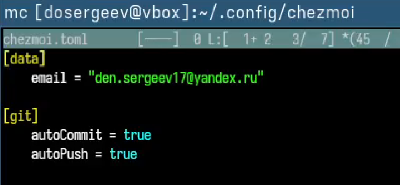 mc [dosergeev@vbox]:~/.config/chezmoi
chezmoi.toml [----] 0 L:[ 1+ 2 3/ 7] *(45 /
[data]
email = "den.sergeev17@yandex.ru"
[git]
autoCommit = true
autoPush = true